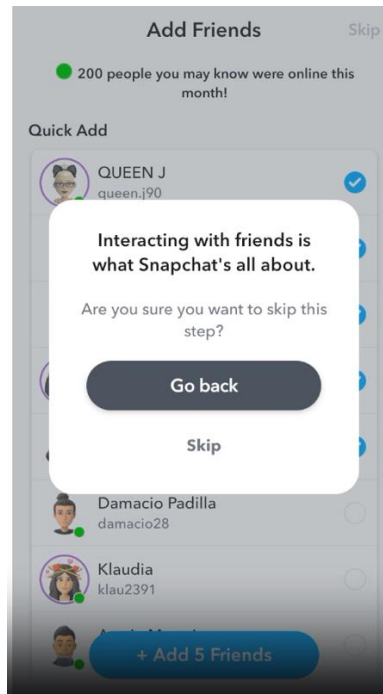 Add Friends
Skip
200 people you may know were online this
month!
Quick Add
QUEEN J
queen.j90
Interacting with friends is
what Snapchat's all about.
Are you sure you want to skip this
step?
Go back
Skip
Damacio Padilla
damacio28
Klaudia
klau2391
+ Add 5 Friends